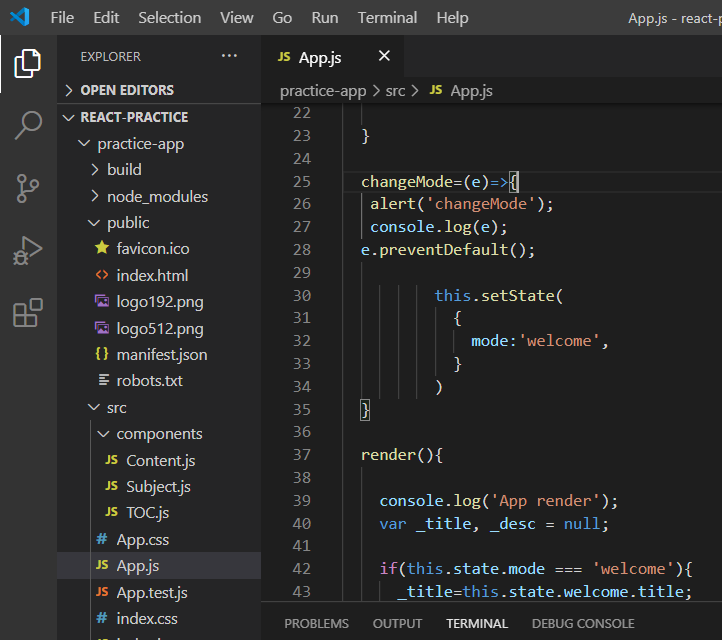 File Edit Selection View Go Run Terminal Help App.js - react-p
EXPLORER ...
OPEN EDITORS
REACT-PRACTICE
practice-app
build
node_modules
public
favicon.ico
<> index.html
logo192.png
logo512.png
{} manifest.json
robots.txt
src
components
JS Content.js
JS Subject.js
JS TOC.js
# App.css
JS App.js
JS App.test.js
# index.css
JS App.js ×
practice-app > src > JS App.js
22
23 }
24
25 changeMode=(e)=>{
26 alert('changeMode');
27 console.log(e);
28 e.preventDefault();
29
30 this.setState(
31 {
32 mode:'welcome',
33 }
34 )
35 }
36
37 render(){
38
39 console.log('App render');
40 var _title, _desc = null;
41
42 if(this.state.mode === 'welcome'){
43 _title=this.state.welcome.title;
PROBLEMS OUTPUT TERMINAL DEBUG CONSOLE